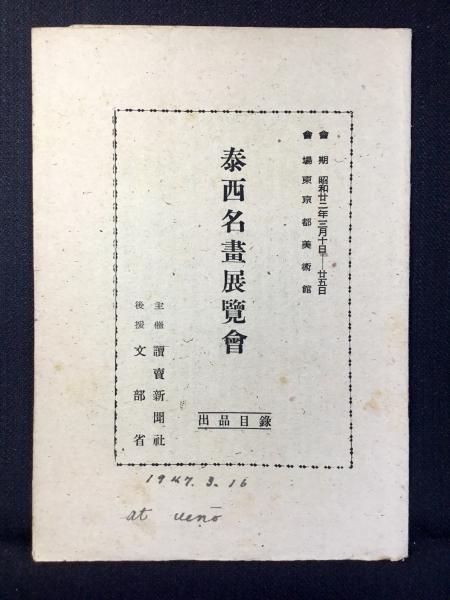 會期 昭和廿二年三月十日―廿五日
會場 東京都美術館
泰西名畫展覽會
出品目錄
主催 讀賣新聞社
後援 文部省
1947.3.16
at ueno